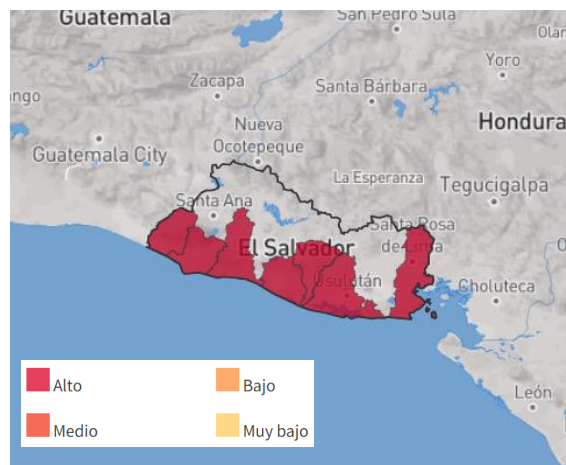 Guatemala
San Pedro Sula
Yoro
Zacapa
Santa Bárbara
ango
Nueva
Ocotepeque
Hondura
Guatemala City
La Esperanza
Tegucigalpa
Santa Ana
Santa Rosa
de Lima
El Salvador
Usulután
Choluteca
León
Alto
Bajo
Medio
Muy bajo